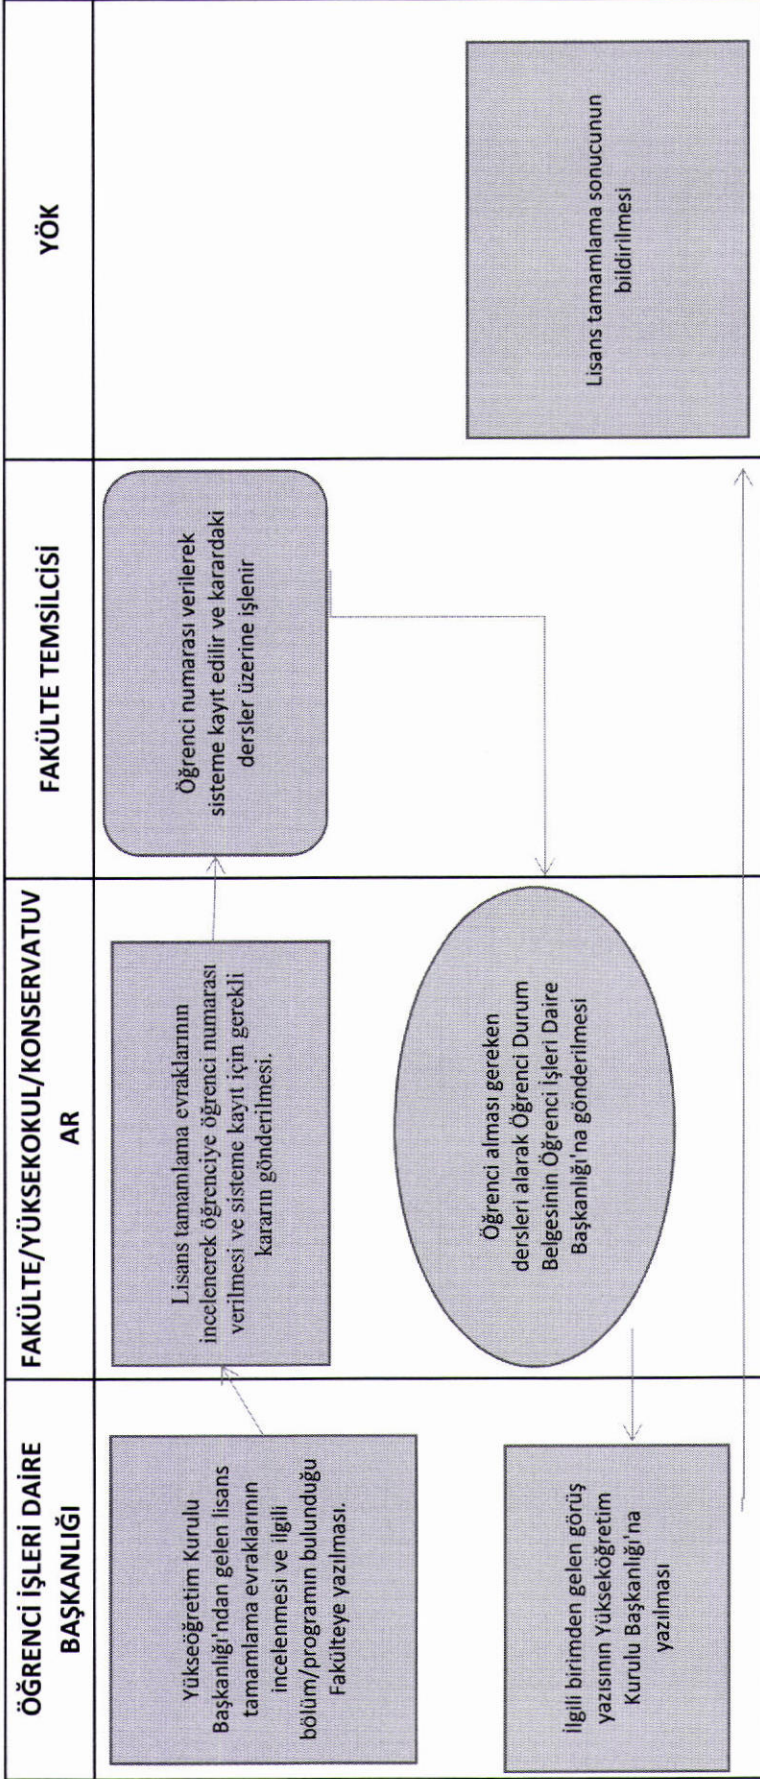 ÖĞRENCİ İŞLERİ DAİRE
BAŞKANLIĞI
FAKÜLTE/YÜKSEKOKUL/KONSERVATUV
AR
FAKÜLTE TEMSİLCİSİ
YÖK
Yükseöğretim Kurulu
Başkanlığı'ndan gelen lisans
tamamlama evraklarının
incelenmesi ve ilgili
bölüm/programın bulunduğu
Fakülteye yazılması.
Lisans tamamlama evraklarının
incelenerek öğrenciye öğrenci numarası
verilmesi ve sisteme kayıt için gerekli
kararın gönderilmesi.
Öğrenci numarası verilerek
sisteme kayıt edilir ve karardaki
dersler üzerine işlenir
Öğrenci alması gereken
dersleri alarak Öğrenci Durum
Belgesinin Öğrenci İşleri Daire
Başkanlığı'na gönderilmesi
İlgili birimden gelen görüş
yazısının Yükseköğretim
Kurulu Başkanlığı'na
yazılması
Lisans tamamlama sonucunun
bildirilmesi